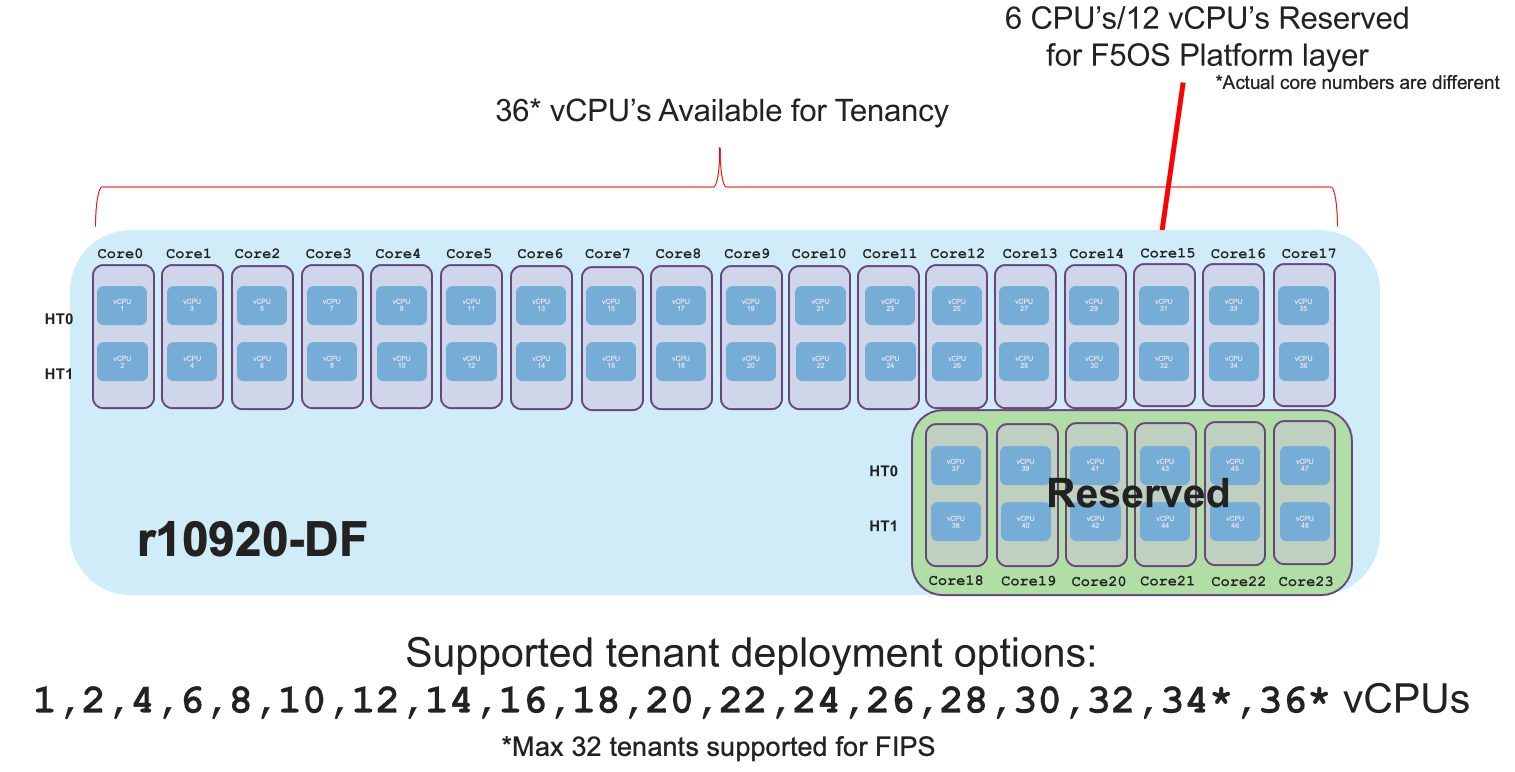 6 CPU’s/12 vCPU’s Reserved
for F5OS Platform layer
*Actual core numbers are different
36* vCPU’s Available for Tenancy
Core0 Core1 Core2 Core3 Core4 Core5 Core6 Core7 Core8 Core9 Core10 Core11 Core12 Core13 Core14 Core15 Core16 Core17
HT0
vCPU vCPU vCPU vCPU vCPU vCPU vCPU vCPU vCPU vCPU vCPU vCPU vCPU vCPU vCPU vCPU vCPU vCPU
1 3 5 7 9 11 13 15 17 19 21 23 25 27 29 31 33 35
HT1
vCPU vCPU vCPU vCPU vCPU vCPU vCPU vCPU vCPU vCPU vCPU vCPU vCPU vCPU vCPU vCPU vCPU vCPU
2 4 6 8 10 12 14 16 18 20 22 24 26 28 30 32 34 36
HT0
vCPU vCPU vCPU vCPU vCPU vCPU
37 39 41 43 45 47
Reserved
HT1
vCPU vCPU vCPU vCPU vCPU vCPU
38 40 42 44 46 48
r10920-DF
Core18 Core19 Core20 Core21 Core22 Core23
Supported tenant deployment options:
1,2,4,6,8,10,12,14,16,18,20,22,24,26,28,30,32,34*,36* vCPUs
*Max 32 tenants supported for FIPS